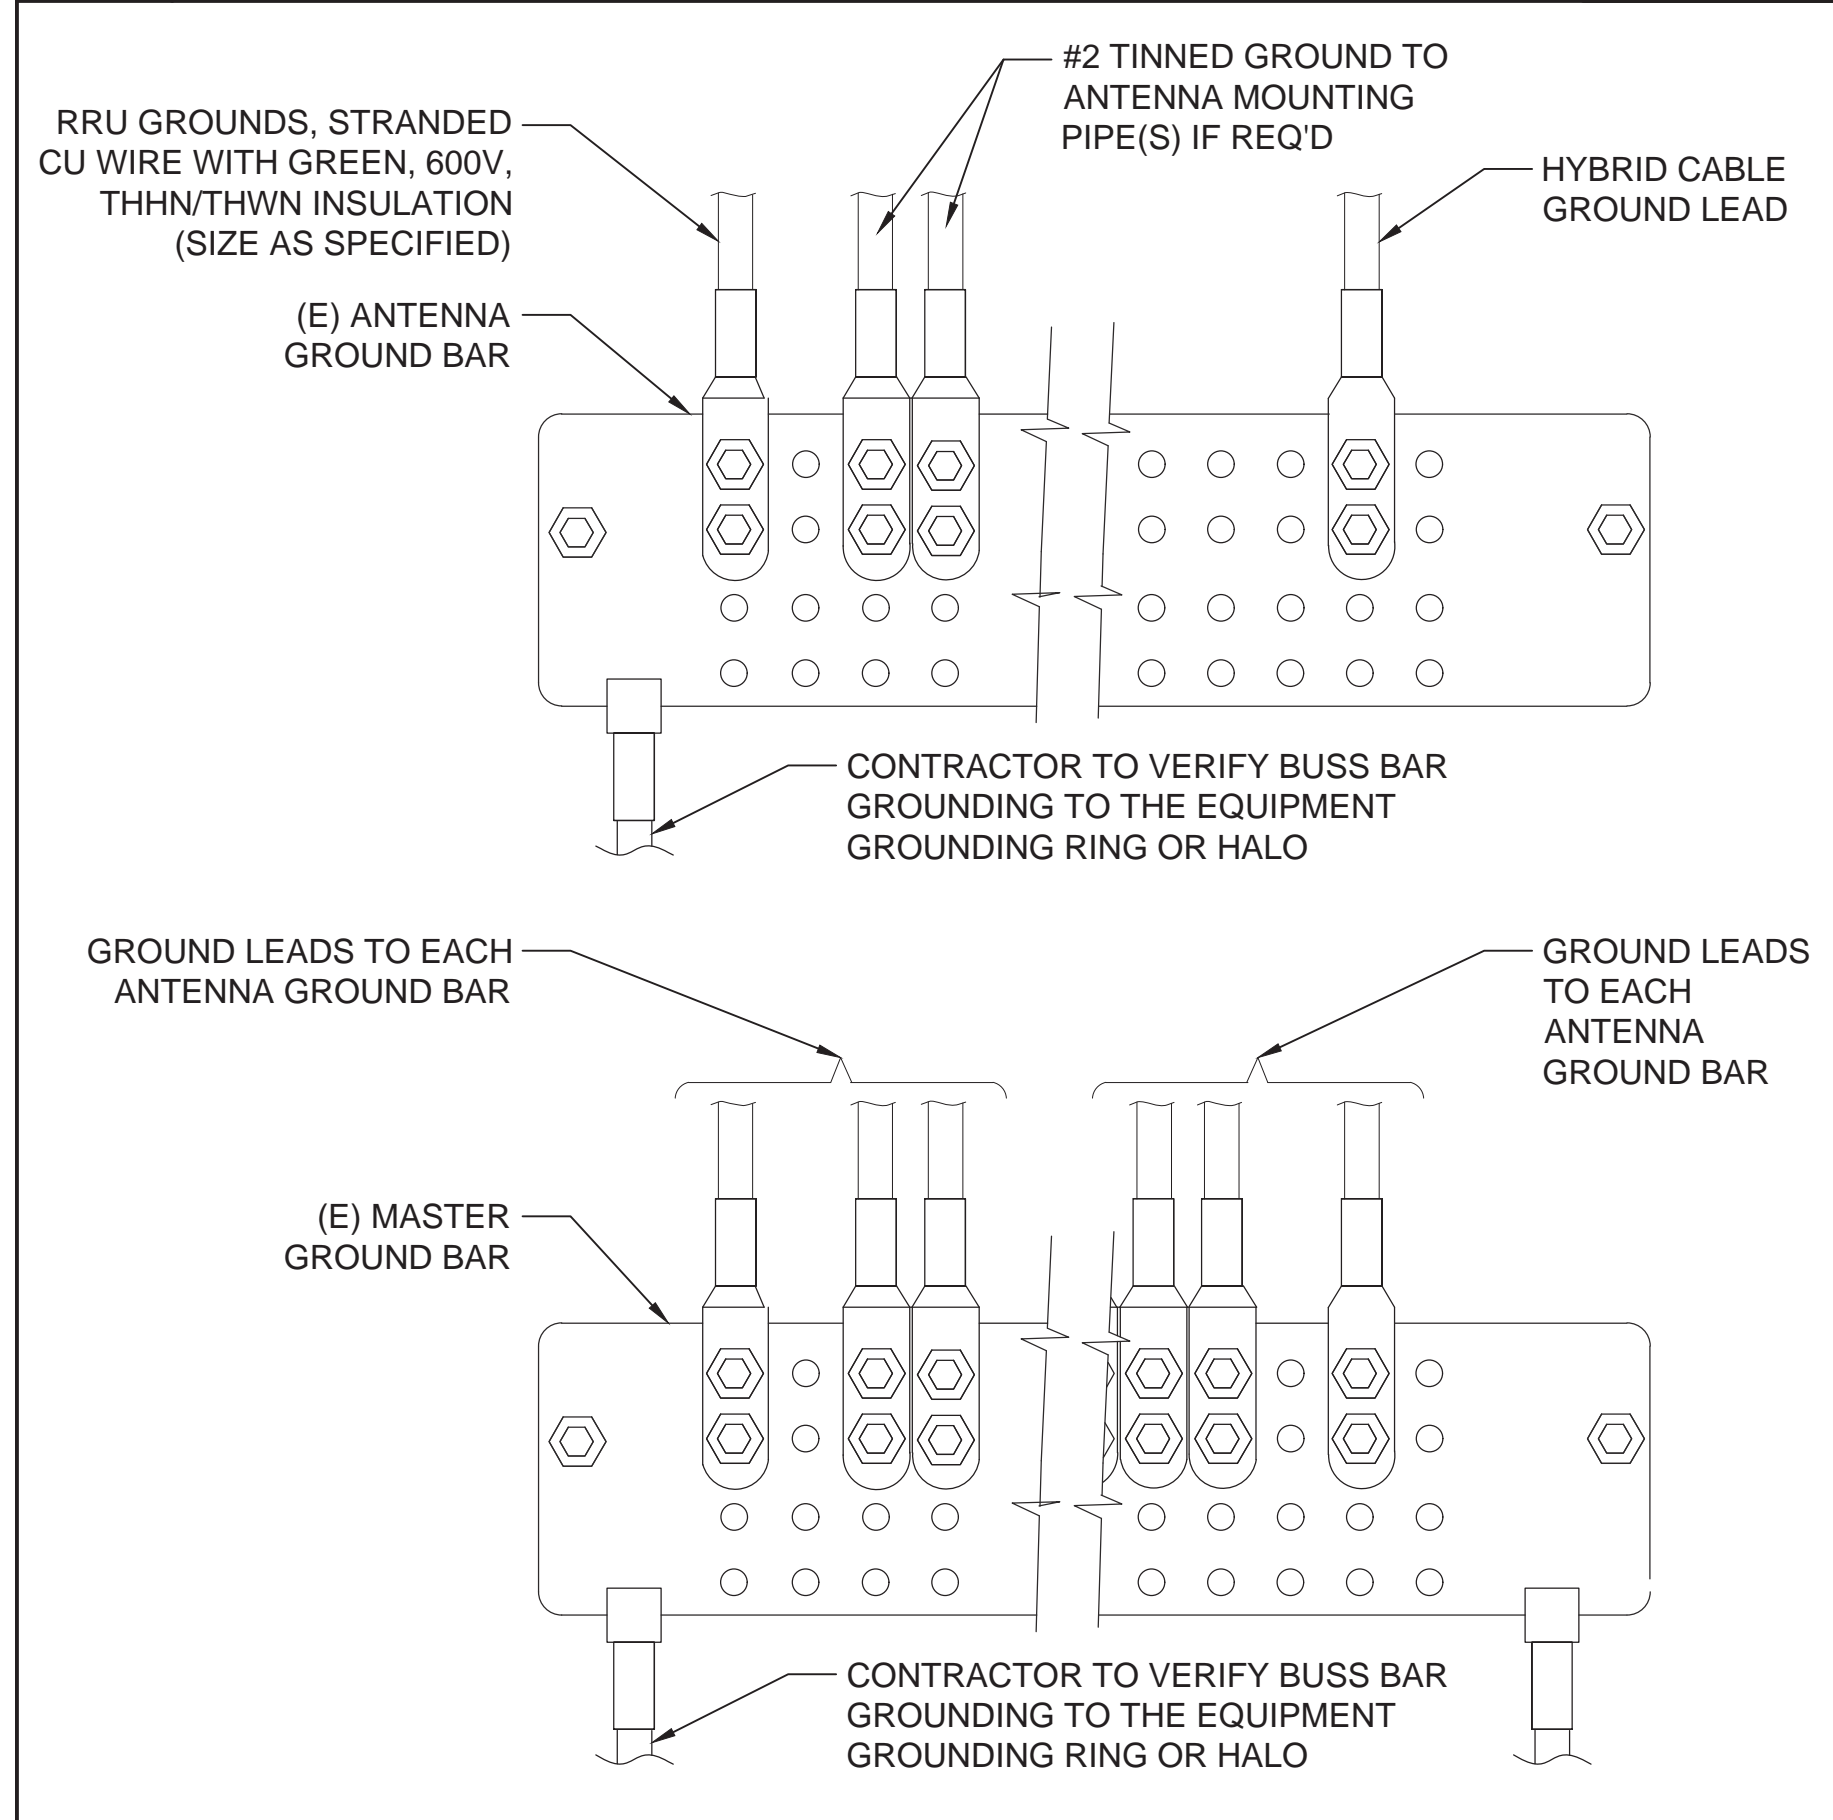 #2 TINNED GROUND TO
ANTENNA MOUNTING
PIPE(S) IF REQ'D
RRU GROUNDS, STRANDED
CU WIRE WITH GREEN, 600V,
THHN/THWN INSULATION
(SIZE AS SPECIFIED)
HYBRID CABLE
GROUND LEAD
(E) ANTENNA
GROUND BAR
CONTRACTOR TO VERIFY BUSS BAR
GROUNDING TO THE EQUIPMENT
GROUNDING RING OR HALO
GROUND LEADS TO EACH
ANTENNA GROUND BAR
GROUND LEADS
TO EACH
ANTENNA
GROUND BAR
(E) MASTER
GROUND BAR
CONTRACTOR TO VERIFY BUSS BAR
GROUNDING TO THE EQUIPMENT
GROUNDING RING OR HALO